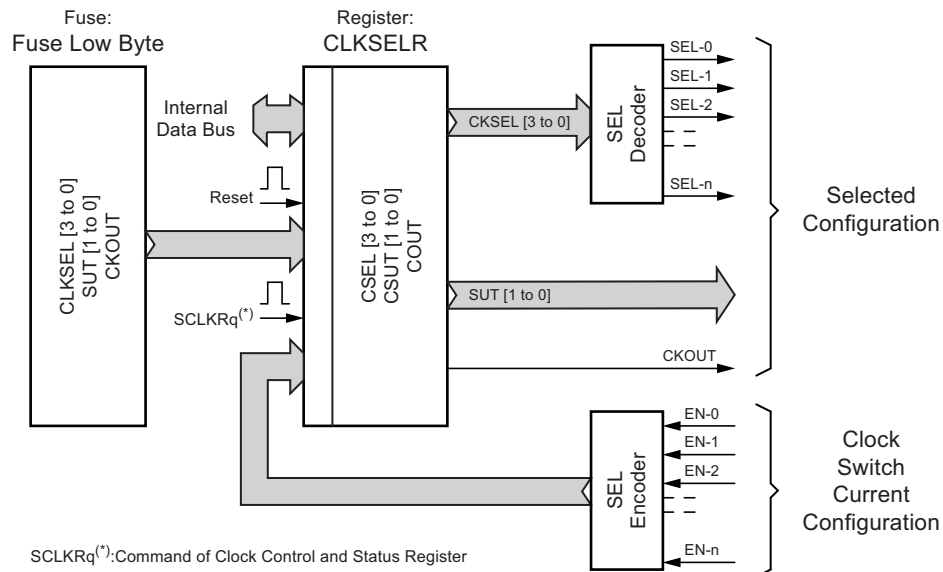 Fuse:
Fuse Low Byte
Register:
CLKSELR
CLKSEL [3 to 0]
SUT [1 to 0]
CKOUT
Internal
Data Bus
Reset
SCLKRq(*)
CSEL [3 to 0]
CSUT [1 to 0]
COUT
CKSEL [3 to 0]
SEL
Decoder
SEL-0
SEL-1
SEL-2
SEL-n
SUT [1 to 0]
CKOUT
Selected
Configuration
SEL
Encoder
EN-0
EN-1
EN-2
EN-n
Clock
Switch
Current
Configuration
SCLKRq(*):Command of Clock Control and Status Register